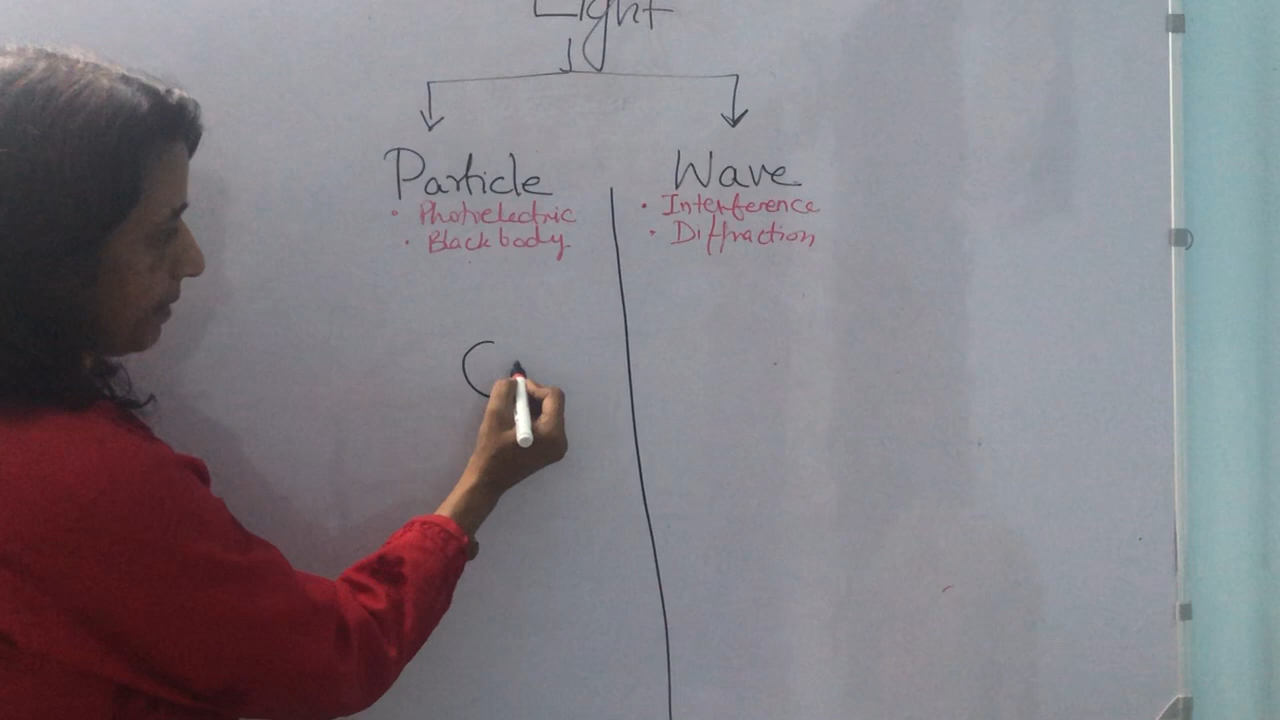 Light
Particle
• Photoelectric
• Black body
Wave
• Interference
• Diffraction